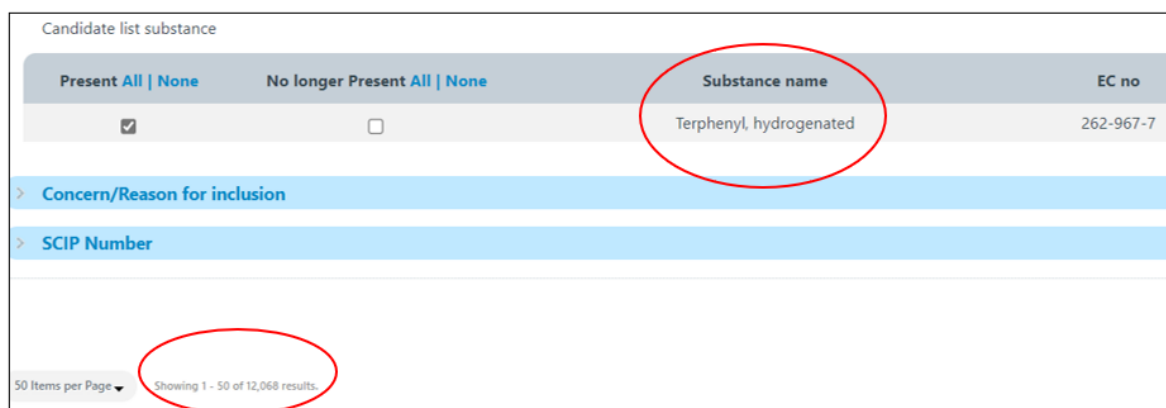 Candidate list substance
Present All | None No longer Present All | None Substance name EC no
Terphenyl, hydrogenated 262-967-7
Concern/Reason for inclusion
SCIP Number
50 Items per Page Showing 1 - 50 of 12,068 results.